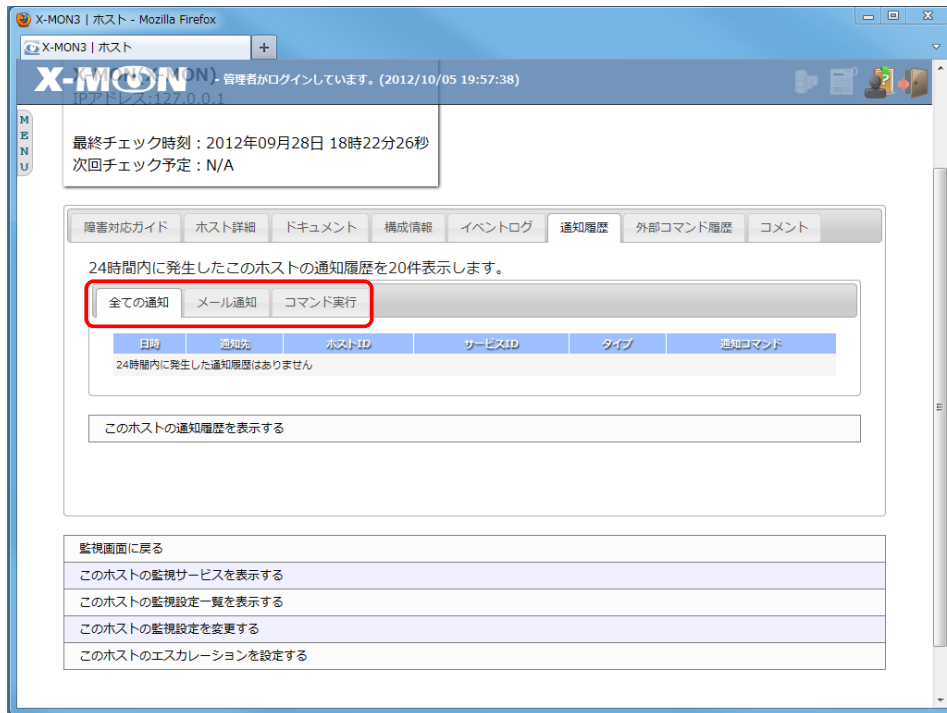 X-MON3 | ホスト - Mozilla Firefox
X-MON3 | ホスト
X-MON(X-MON)
X-MON - 管理者がログインしています。(2012/10/05 19:57:38)
IPアドレス:127.0.0.1
MENU
最終チェック時刻：2012年09月28日 18時22分26秒
次回チェック予定：N/A
障害対応ガイド ホスト詳細 ドキュメント 構成情報 イベントログ 通知履歴 外部コマンド履歴 コメント
24時間内に発生したこのホストの通知履歴を20件表示します。
全ての通知 メール通知 コマンド実行
日時 通知先 ホストID サービスID タイプ 通知コマンド
24時間内に発生した通知履歴はありません
このホストの通知履歴を表示する
監視画面に戻る
このホストの監視サービスを表示する
このホストの監視設定一覧を表示する
このホストの監視設定を変更する
このホストのエスカレーションを設定する